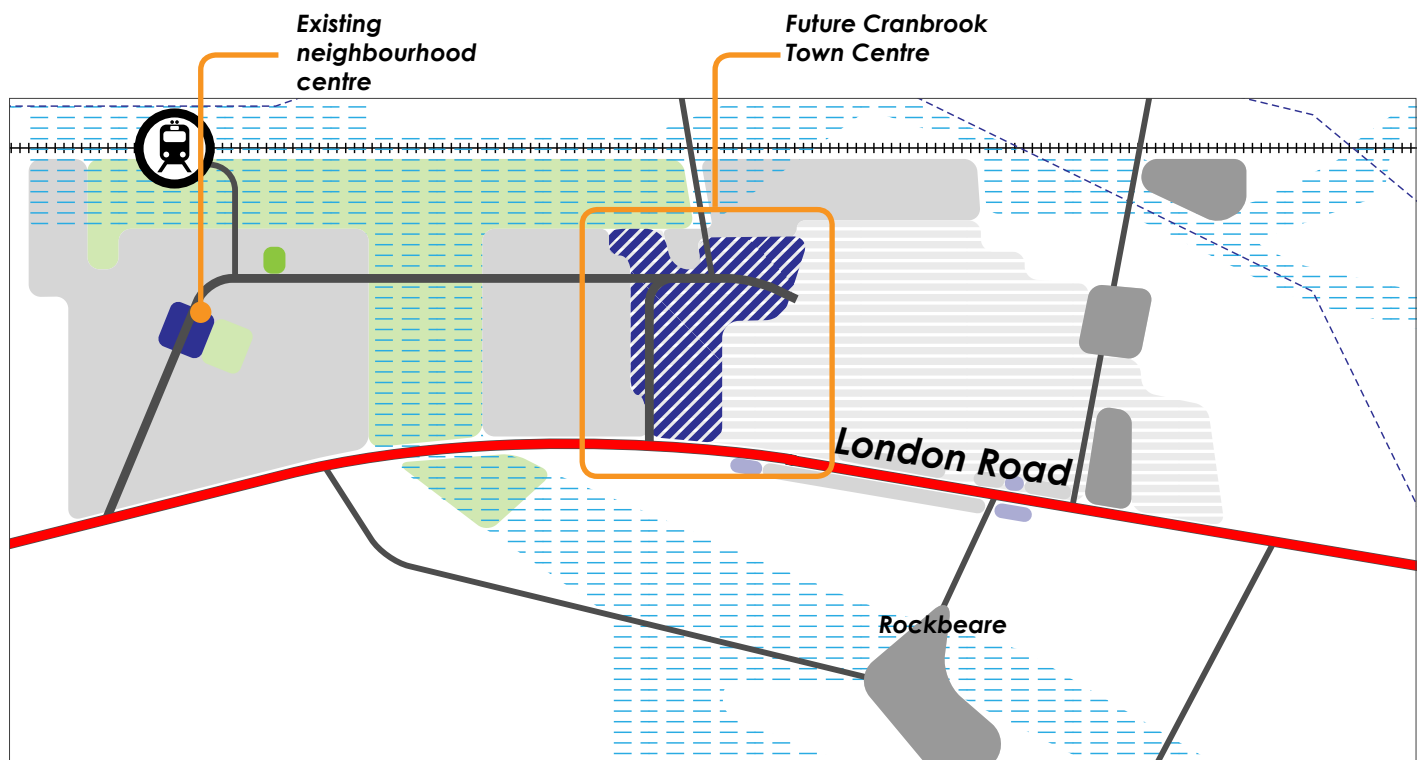 Existing
neighbourhood
centre
Future Cranbrook
Town Centre
London Road
Rockbeare